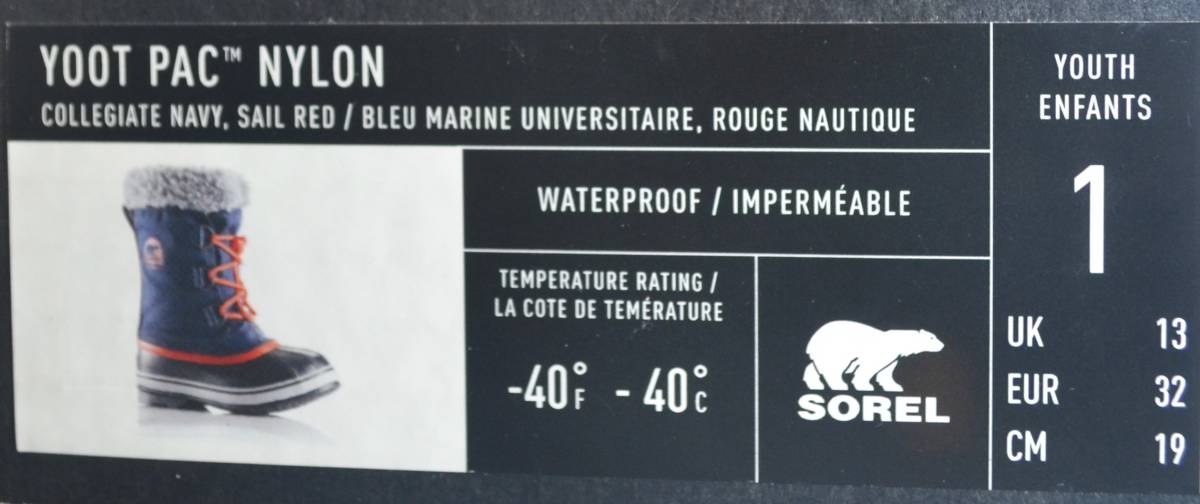 YOOT PAC™ NYLON
COLLEGIATE NAVY, SAIL RED / BLEU MARINE UNIVERSITAIRE, ROUGE NAUTIQUE
WATERPROOF / IMPERMÉABLE
TEMPERATURE RATING /
LA COTE DE TEMÉRATURE
-40°F - 40°C
SOREL
YOUTH
ENFANTS
1
UK 13
EUR 32
CM 19